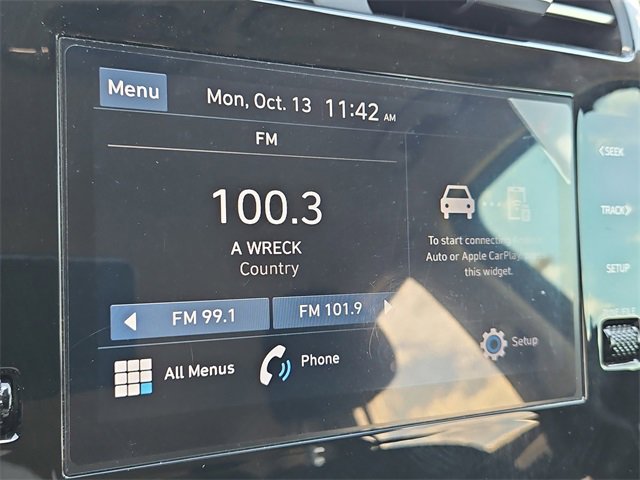 Menu
Mon, Oct. 13 11:42 AM
FM
100.3
A WRECK
Country
To start connecting
Auto or Apple CarPlay
this widget.
FM 99.1
FM 101.9
All Menus
Phone
Setup
SEEK
TRACK
SETUP